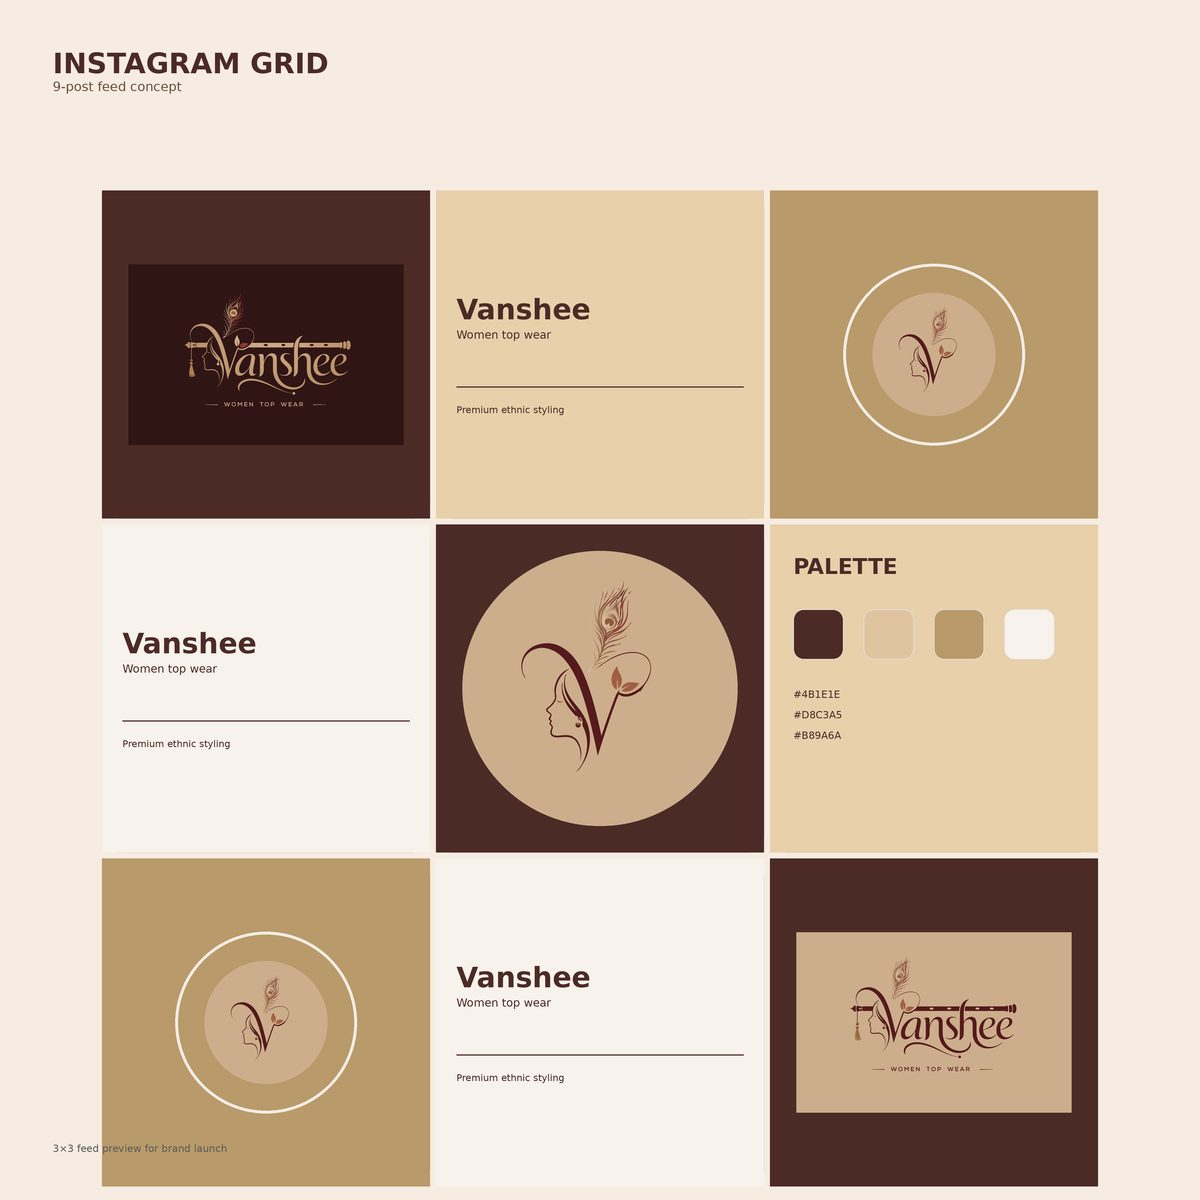 INSTAGRAM GRID
9-post feed concept
Vanshee
WOMEN TOP WEAR
Vanshee
Women top wear
Premium ethnic styling
Vanshee
Women top wear
Premium ethnic styling
PALETTE
#4B1E1E
#D8C3A5
#B89A6A
Vanshee
Women top wear
Premium ethnic styling
Vanshee
WOMEN TOP WEAR
3×3 feed preview for brand launch